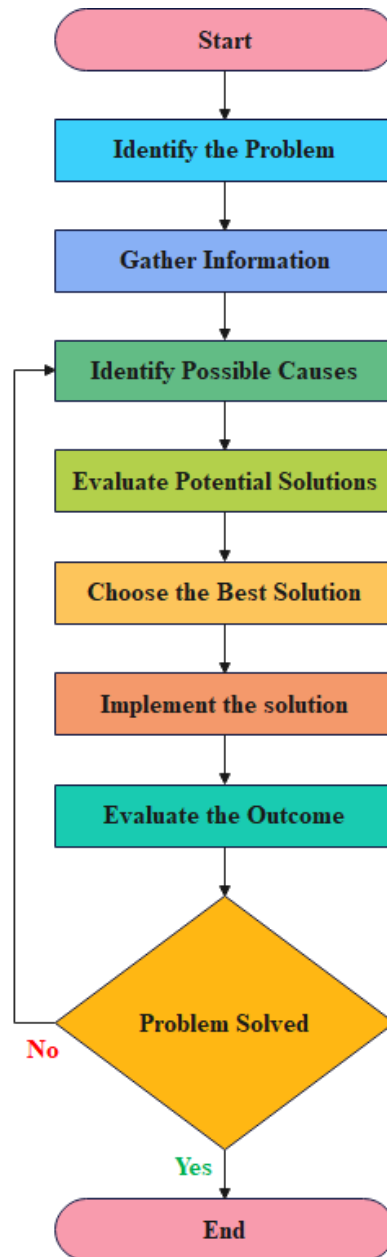 Start
Identify the Problem
Gather Information
Identify Possible Causes
Evaluate Potential Solutions
Choose the Best Solution
Implement the solution
Evaluate the Outcome
Problem Solved
No
Yes
End